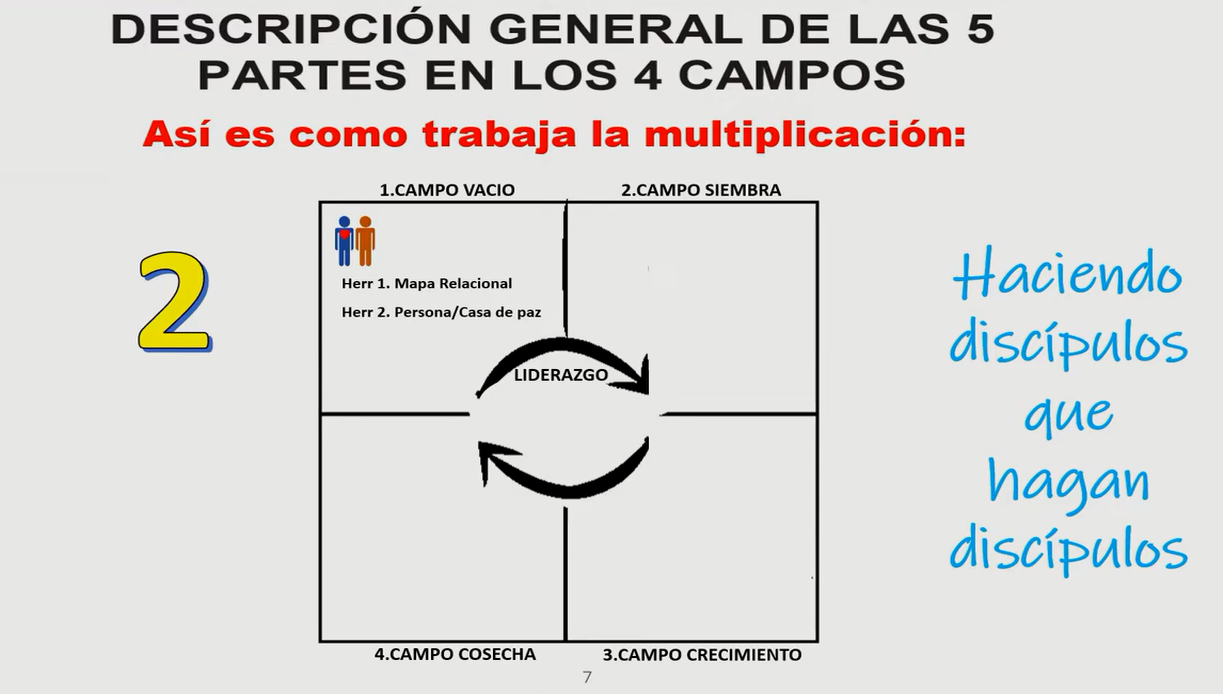 DESCRIPCIÓN GENERAL DE LAS 5
PARTES EN LOS 4 CAMPOS
Así es como trabaja la multiplicación:
1.CAMPO VACIO
2.CAMPO SIEMBRA
2
Herr 1. Mapa Relacional
Herr 2. Persona/Casa de paz
LIDERAZGO
4.CAMPO COSECHA
3.CAMPO CRECIMIENTO
Haciendo
discípulos
que
hagan
discípulos
7